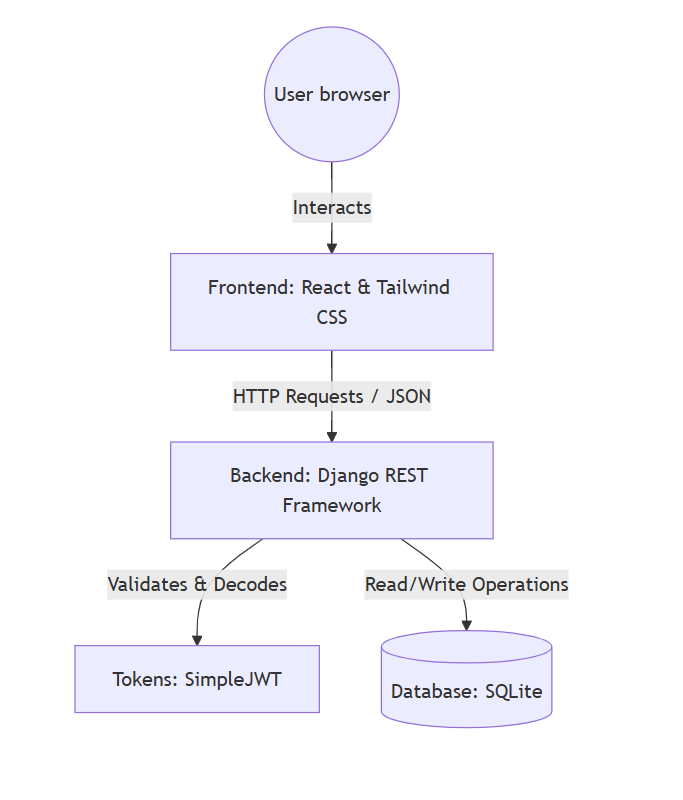 User browser
Interacts
Frontend: React & Tailwind
CSS
HTTP Requests / JSON
Backend: Django REST
Framework
Validates & Decodes
Read/Write Operations
Tokens: SimpleJWT
Database: SQLite